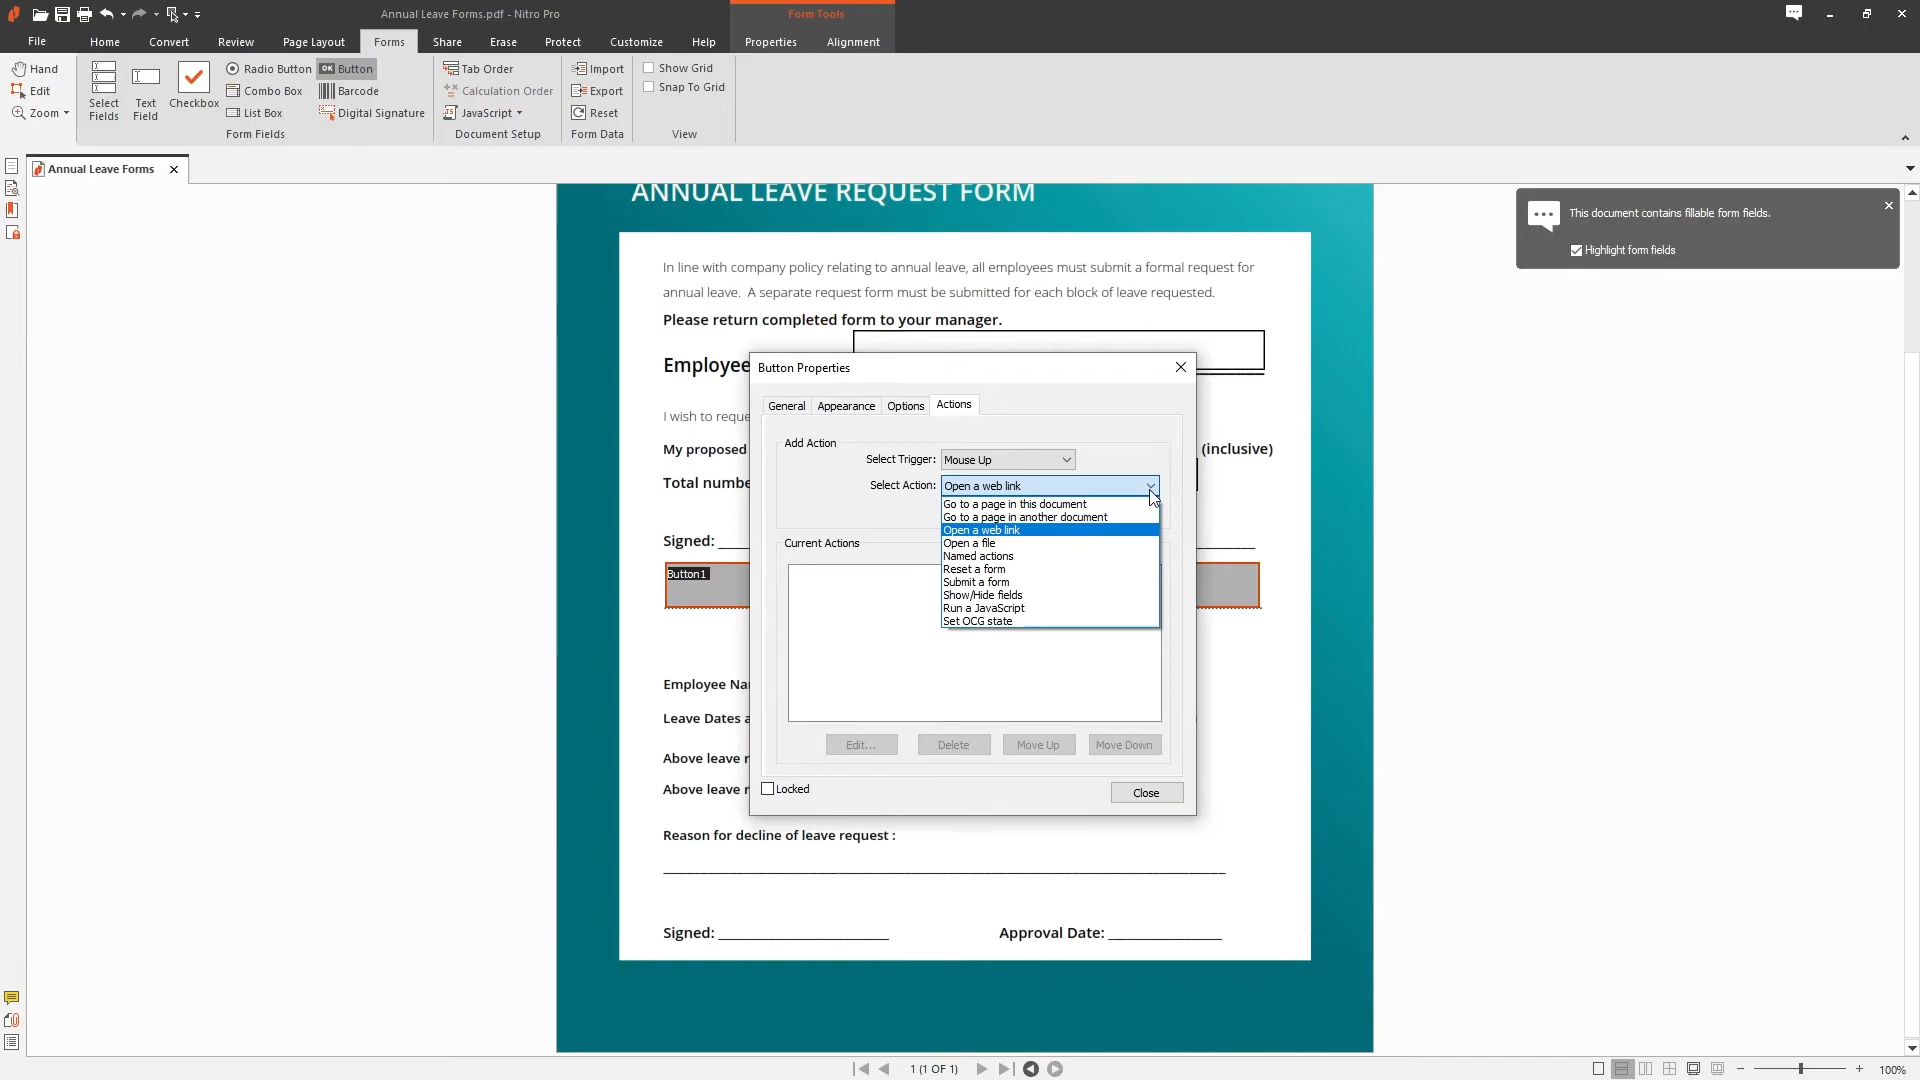 Annual Leave Forms.pdf - Nitro Pro
Form Tools
File Home Convert Review Page Layout Forms Share Erase Protect Customize Help Properties Alignment
Hand
Edit
Zoom
Select Fields
Text Field
Checkbox
Radio Button
Combo Box
List Box
OK Button
Barcode
Digital Signature
Form Fields
Tab Order
Calculation Order
JavaScript
Document Setup
Import
Export
Reset
Form Data
Show Grid
Snap To Grid
View
Annual Leave Forms
This document contains fillable form fields.
Highlight form fields
ANNUAL LEAVE REQUEST FORM
In line with company policy relating to annual leave, all employees must submit a formal request for
annual leave. A separate request form must be submitted for each block of leave requested.
Please return completed form to your manager.
Employee
I wish to reque
My proposed
(inclusive)
Total numbe
Signed:
Button1
Button Properties
General Appearance Options Actions
Add Action
Select Trigger: Mouse Up
Select Action: Open a web link
Go to a page in this document
Go to a page in another document
Open a web link
Open a file
Named actions
Reset a form
Submit a form
Show/Hide fields
Run a JavaScript
Set OCG state
Current Actions
Edit... Delete Move Up Move Down
Locked
Close
Employee Na
Leave Dates a
Above leave r
Above leave r
Reason for decline of leave request :
Signed: Approval Date:
1 (1 OF 1)
100%